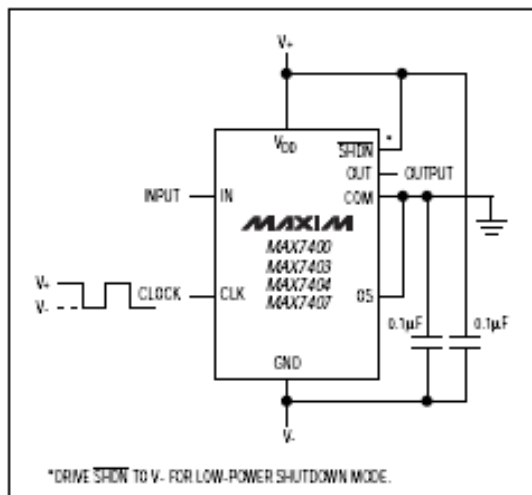 V+
VDD
*
SHDN
OUT
OUTPUT
INPUT
IN
COM
MAXIM
MAX7400
MAX7403
MAX7404
MAX7407
V+
V-
CLOCK
CLK
OS
0.1µF
0.1µF
GND
V-
*DRIVE SHDN TO V- FOR LOW-POWER SHUTDOWN MODE.